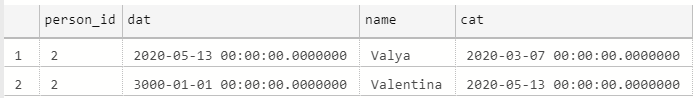 person_id dat name cat
1 2 2020-05-13 00:00:00.0000000 Valya 2020-03-07 00:00:00.0000000
2 2 3000-01-01 00:00:00.0000000 Valentina 2020-05-13 00:00:00.0000000